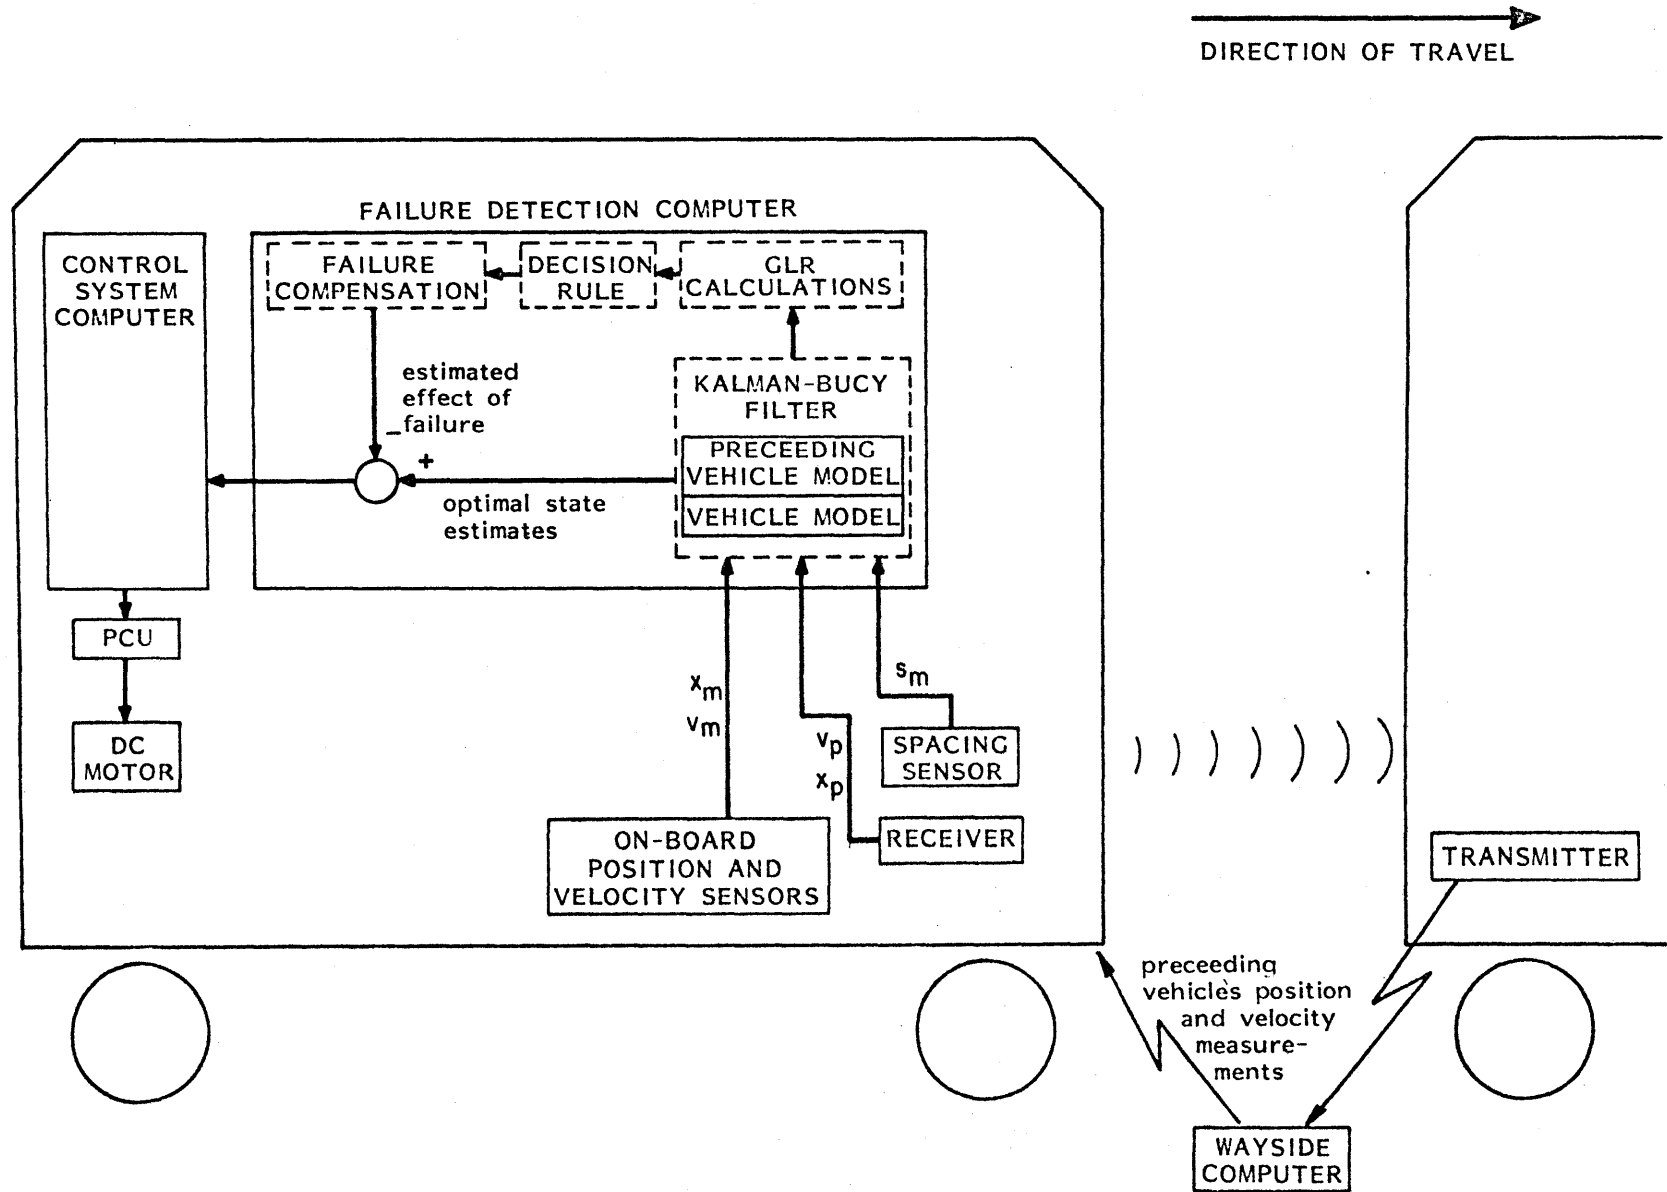 DIRECTION OF TRAVEL
FAILURE DETECTION COMPUTER
CONTROL
SYSTEM
COMPUTER
FAILURE
COMPENSATION
DECISION
RULE
GLR
CALCULATIONS
estimated
effect of
failure
−
+
KALMAN-BUCY
FILTER
PRECEEDING
VEHICLE MODEL
VEHICLE MODEL
optimal state
estimates
PCU
DC
MOTOR
xm
vm
vp
xp
sm
SPACING
SENSOR
ON-BOARD
POSITION AND
VELOCITY SENSORS
RECEIVER
TRANSMITTER
preceeding
vehicle's position
and velocity
measure-
ments
WAYSIDE
COMPUTER